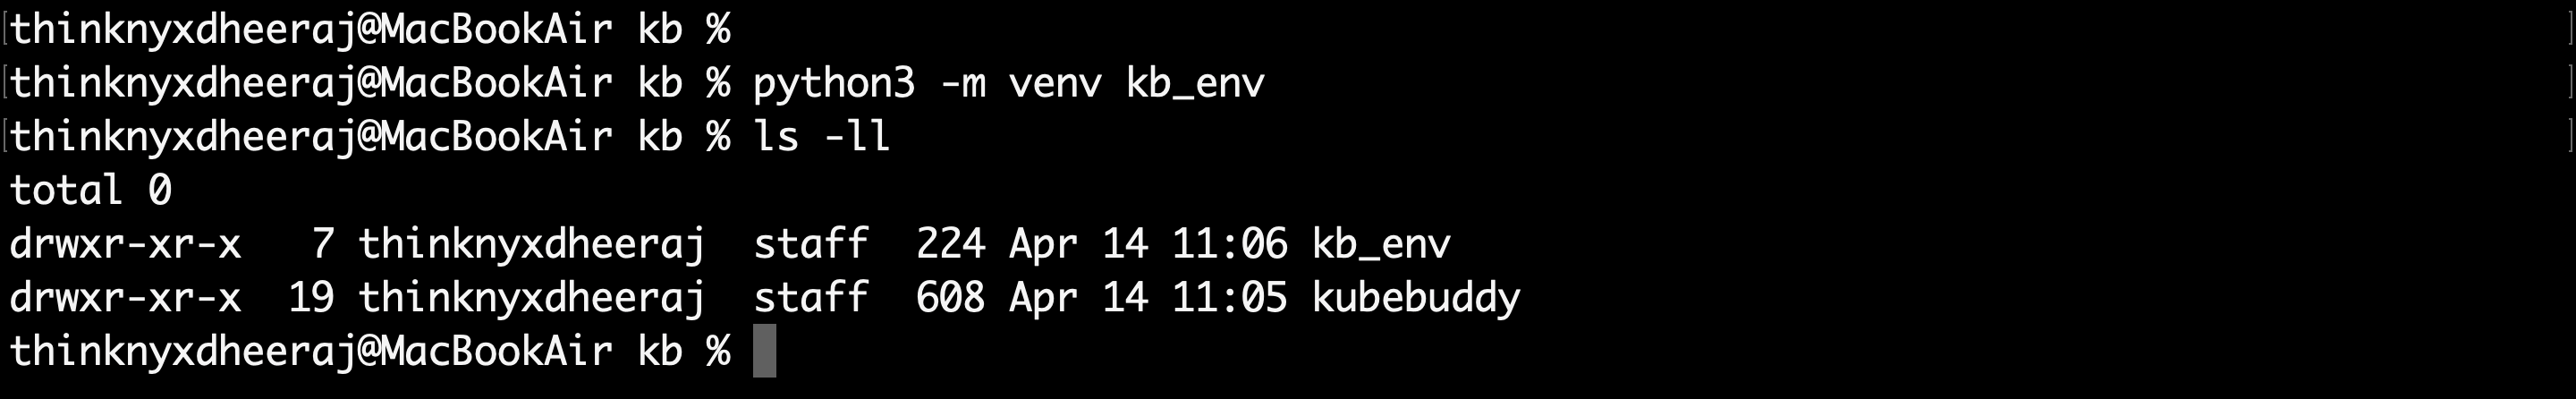 thinknyxdheeraj@MacBookAir kb %
thinknyxdheeraj@MacBookAir kb % python3 -m venv kb_env
thinknyxdheeraj@MacBookAir kb % ls -ll
total 0
drwxr-xr-x   7 thinknyxdheeraj  staff  224 Apr 14 11:06 kb_env
drwxr-xr-x  19 thinknyxdheeraj  staff  608 Apr 14 11:05 kubebuddy
thinknyxdheeraj@MacBookAir kb %